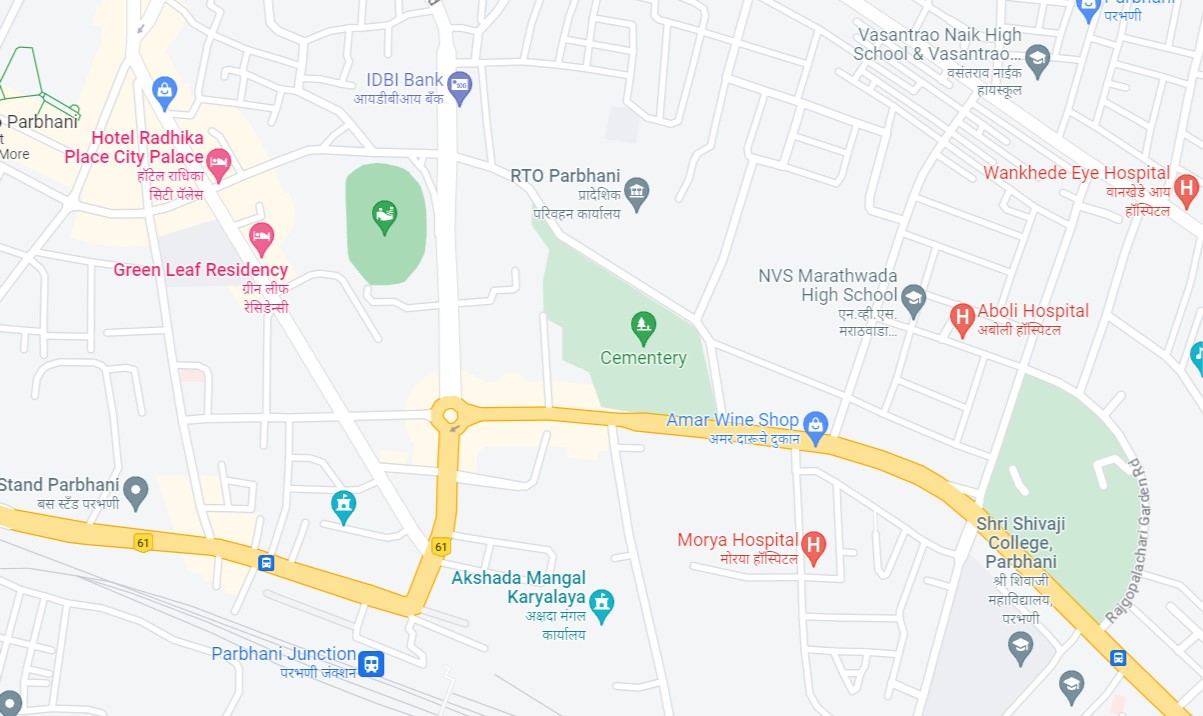 Parbhani
परभणी
Vasantrao Naik High
School & Vasantrao...
वसंतराव नाईक
हायस्कूल
IDBI Bank
आयडीबीआय बँक
Parbhani
t
More
Hotel Radhika
Place City Palace
हॉटेल राधिका
सिटी पॅलेस
RTO Parbhani
प्रादेशिक
परिवहन कार्यालय
Wankhede Eye Hospital
वानखेडे आय
हॉस्पिटल
Green Leaf Residency
ग्रीन लीफ़
रेसिडेन्सी
NVS Marathwada
High School
एन.व्ही.एस.
मराठवाडा...
Aboli Hospital
अबोली हॉस्पिटल
Cementery
Amar Wine Shop
अमर दारूचे दुकान
Stand Parbhani
बस स्टँड परभणी
61
61
Rajgopalachari Garden Rd
Shri Shivaji
College,
Parbhani
श्री शिवाजी
महाविद्यालय,
परभणी
Morya Hospital
मोरया हॉस्पिटल
Akshada Mangal
Karyalaya
अक्षदा मंगल
कार्यालय
Parbhani Junction
परभणी जंक्शन